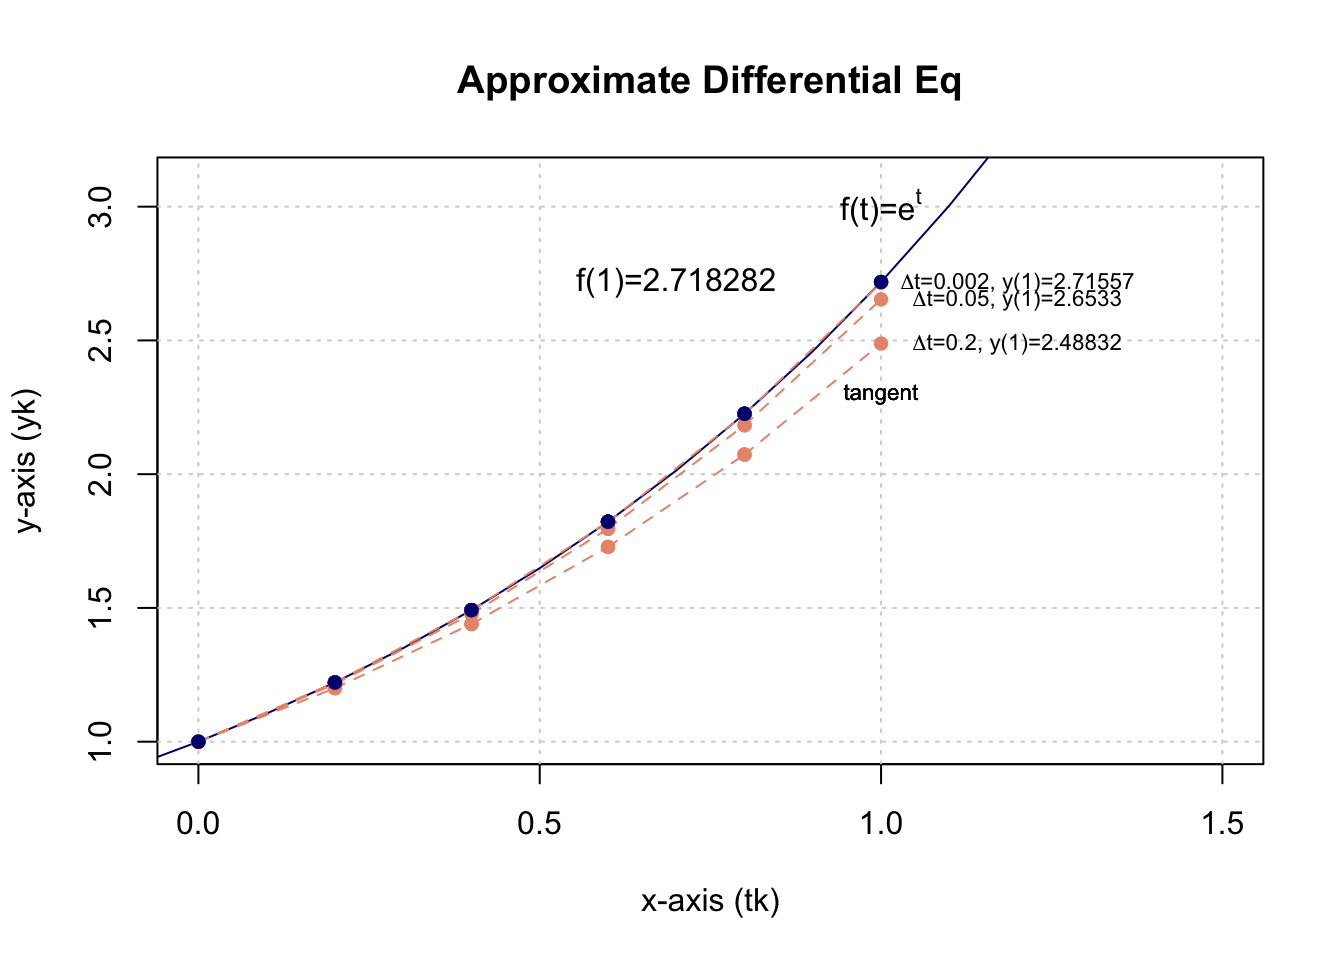 Approximate Differential Eq
y-axis (yk)
3.0
2.5
2.0
1.5
1.0
f(t)=e^t
f(1)=2.718282
Δt=0.002, y(1)=2.71557
Δt=0.05, y(1)=2.6533
Δt=0.2, y(1)=2.48832
tangent
0.0
0.5
1.0
1.5
x-axis (tk)